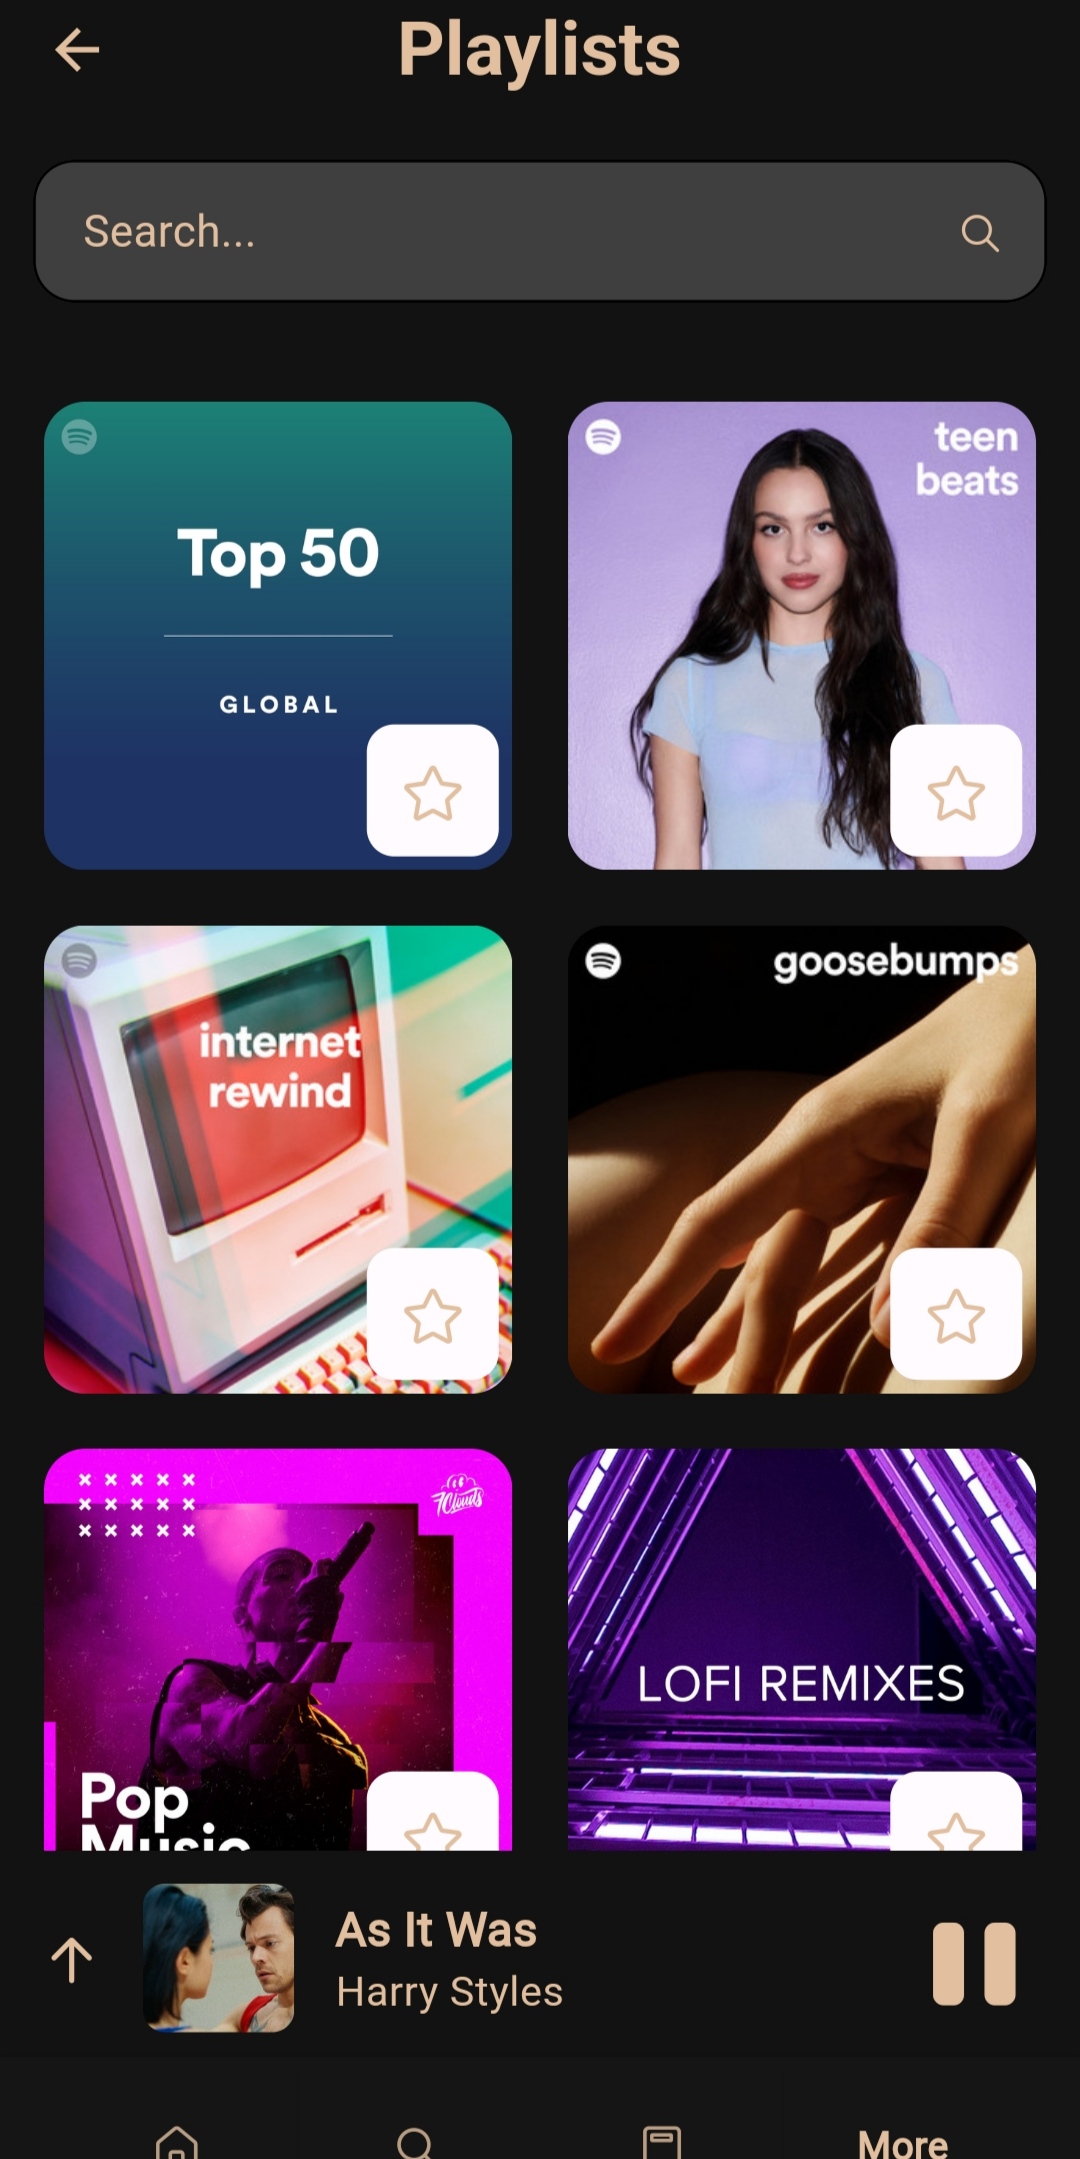 Playlists
Search...
Top 50
GLOBAL
teen
beats
internet
rewind
goosebumps
7Clouds
Pop
Music
LOFI REMIXES
As It Was
Harry Styles
More